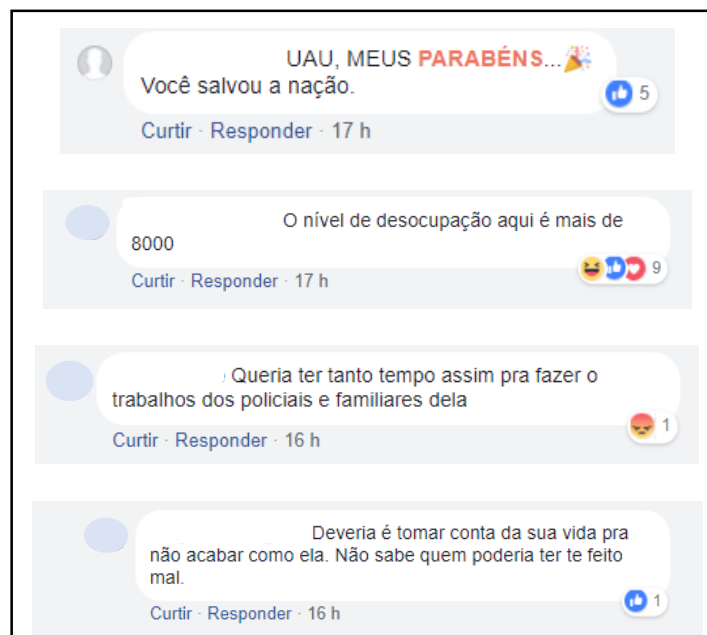 UAU, MEUS PARABÉNS...🎉
Você salvou a nação.
5
Curtir · Responder · 17 h
O nível de desocupação aqui é mais de
8000
9
Curtir · Responder · 17 h
Queria ter tanto tempo assim pra fazer o
trabalhos dos policiais e familiares dela
1
Curtir · Responder · 16 h
Deveria é tomar conta da sua vida pra
não acabar como ela. Não sabe quem poderia ter te feito
mal.
1
Curtir · Responder · 16 h